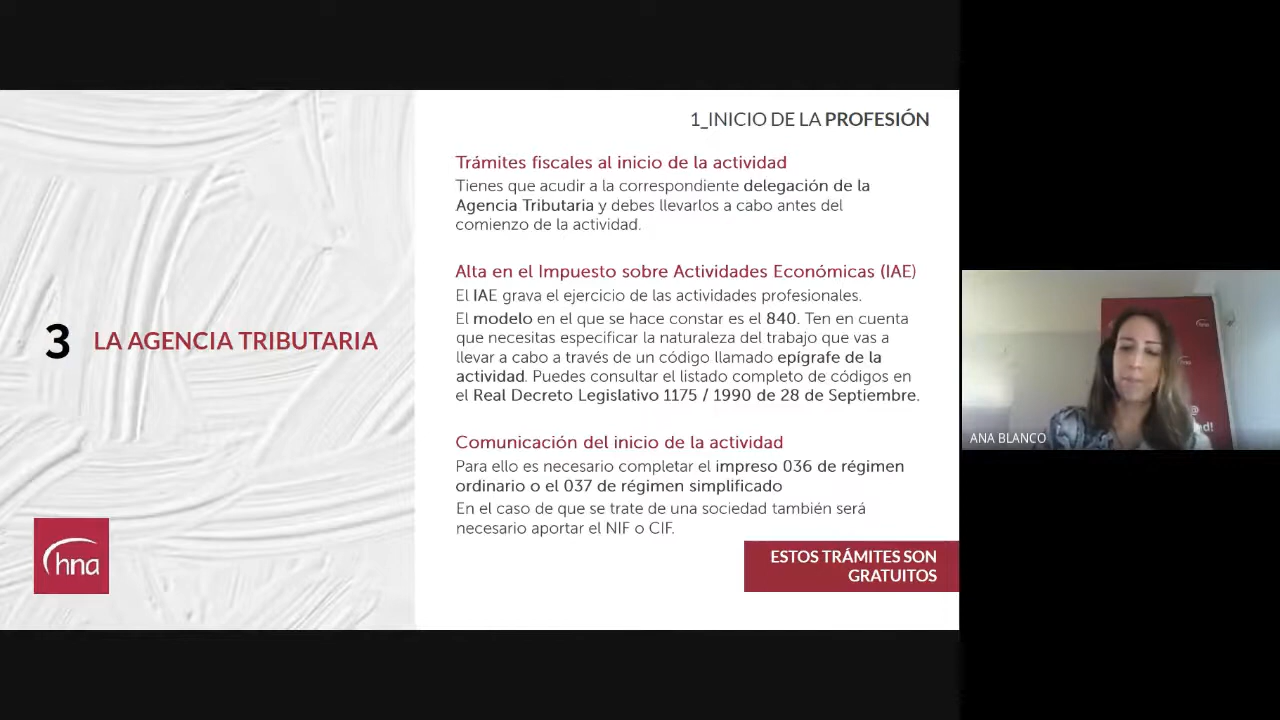 1_INICIO DE LA PROFESIÓN
3 LA AGENCIA TRIBUTARIA
Trámites fiscales al inicio de la actividad
Tienes que acudir a la correspondiente delegación de la
Agencia Tributaria y debes llevarlos a cabo antes del
comienzo de la actividad.
Alta en el Impuesto sobre Actividades Económicas (IAE)
El IAE grava el ejercicio de las actividades profesionales.
El modelo en el que se hace constar es el 840. Ten en cuenta
que necesitas especificar la naturaleza del trabajo que vas a
llevar a cabo a través de un código llamado epígrafe de la
actividad. Puedes consultar el listado completo de códigos en
el Real Decreto Legislativo 1175 / 1990 de 28 de Septiembre.
Comunicación del inicio de la actividad
Para ello es necesario completar el impreso 036 de régimen
ordinario o el 037 de régimen simplificado
En el caso de que se trate de una sociedad también será
necesario aportar el NIF o CIF.
ESTOS TRÁMITES SON
GRATUITOS
hna
hna
ANA BLANCO